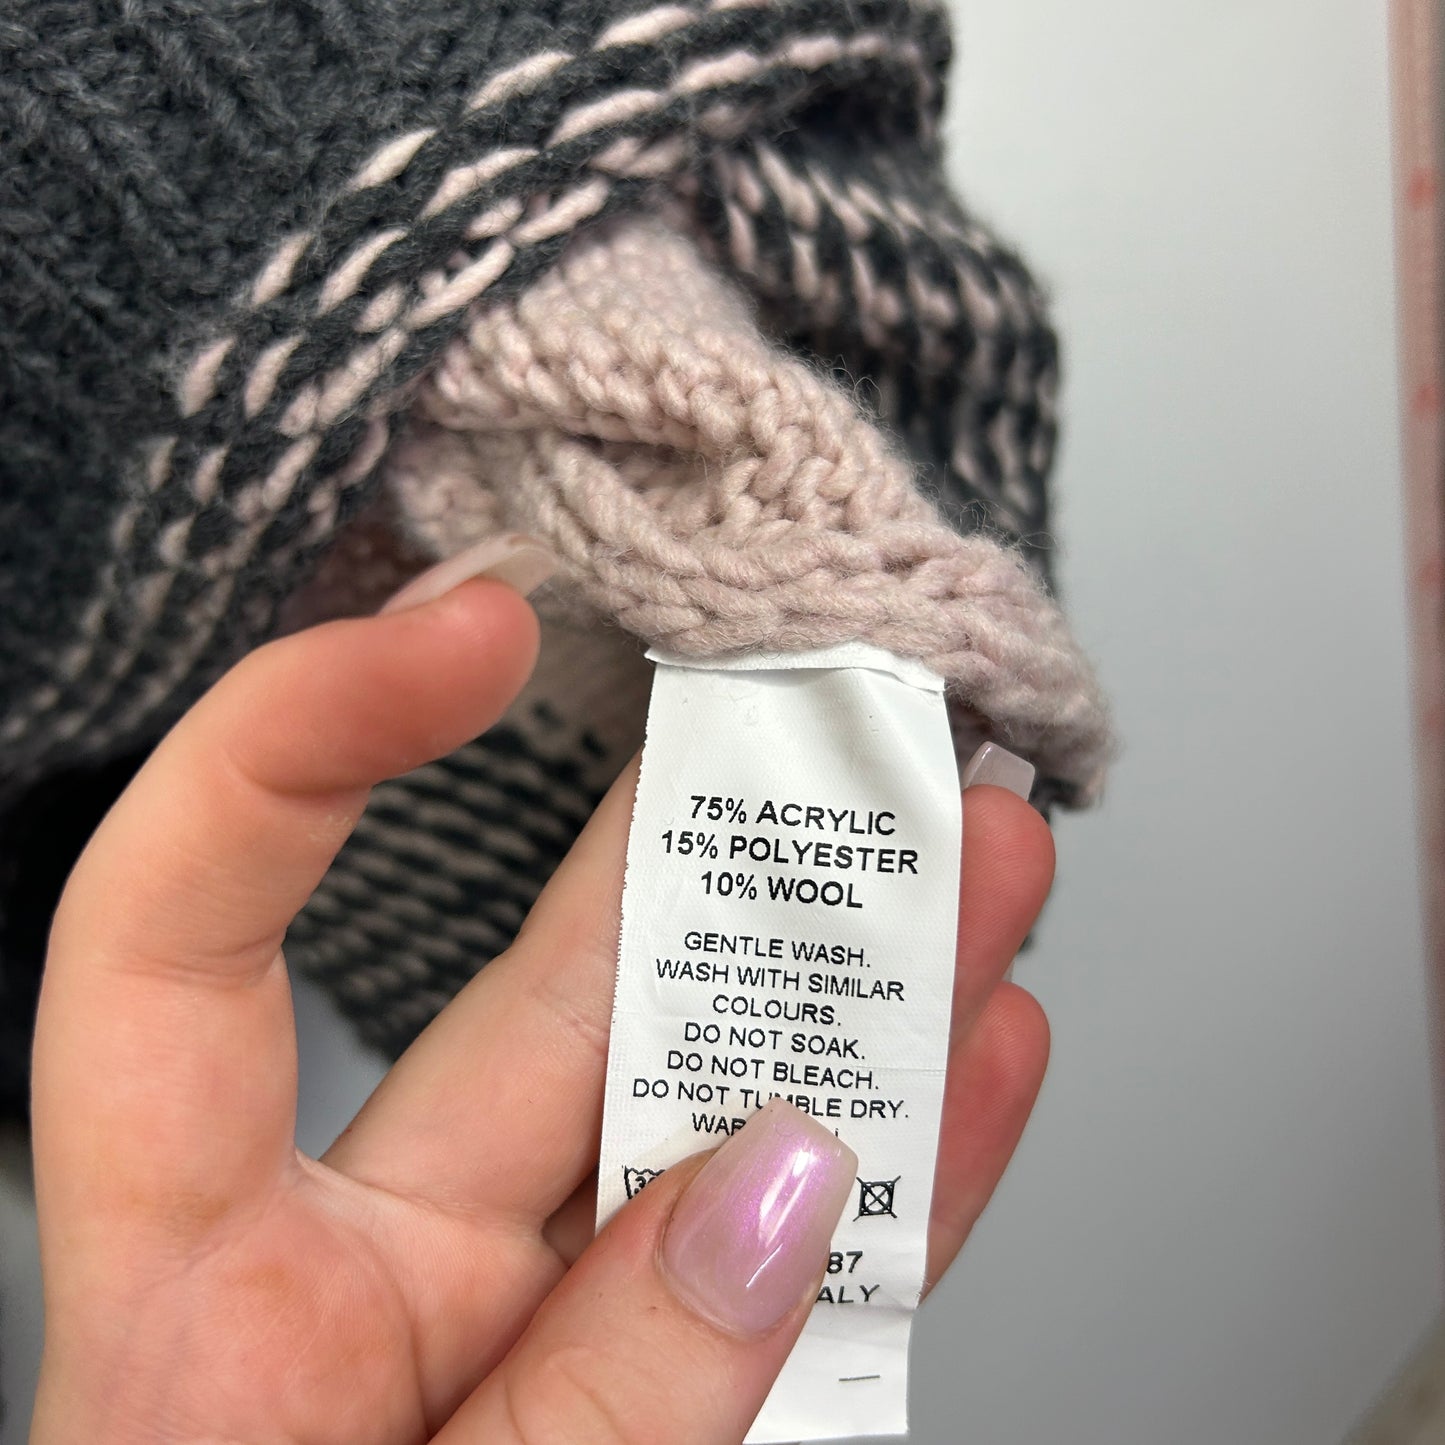 75% ACRYLIC
15% POLYESTER
10% WOOL
GENTLE WASH.
WASH WITH SIMILAR
COLOURS.
DO NOT SOAK.
DO NOT BLEACH.
DO NOT TUMBLE DRY.